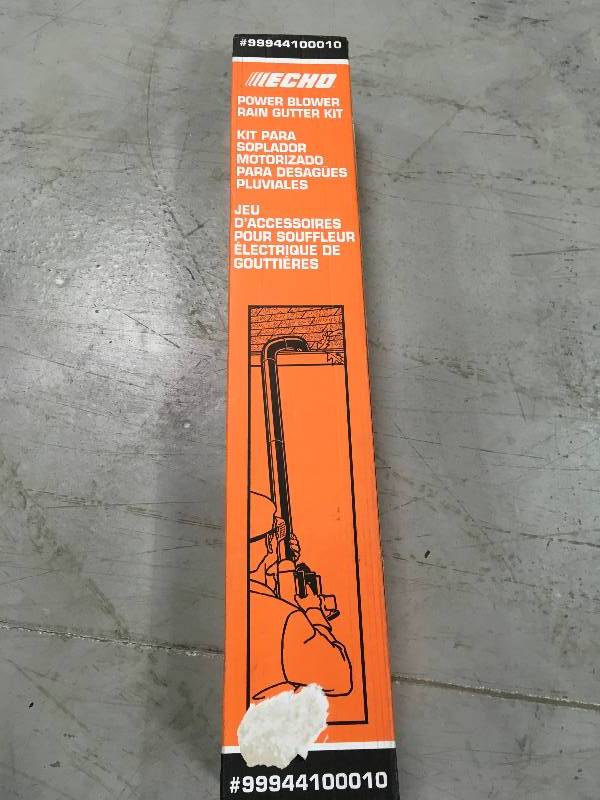 #99944100010
ECHO
POWER BLOWER
RAIN GUTTER KIT
KIT PARA
SOPLADOR
MOTORIZADO
PARA DESAGÜES
PLUVIALES
JEU
D'ACCESSOIRES
POUR SOUFFLEUR
ÉLECTRIQUE DE
GOUTTIÈRES
#99944100010